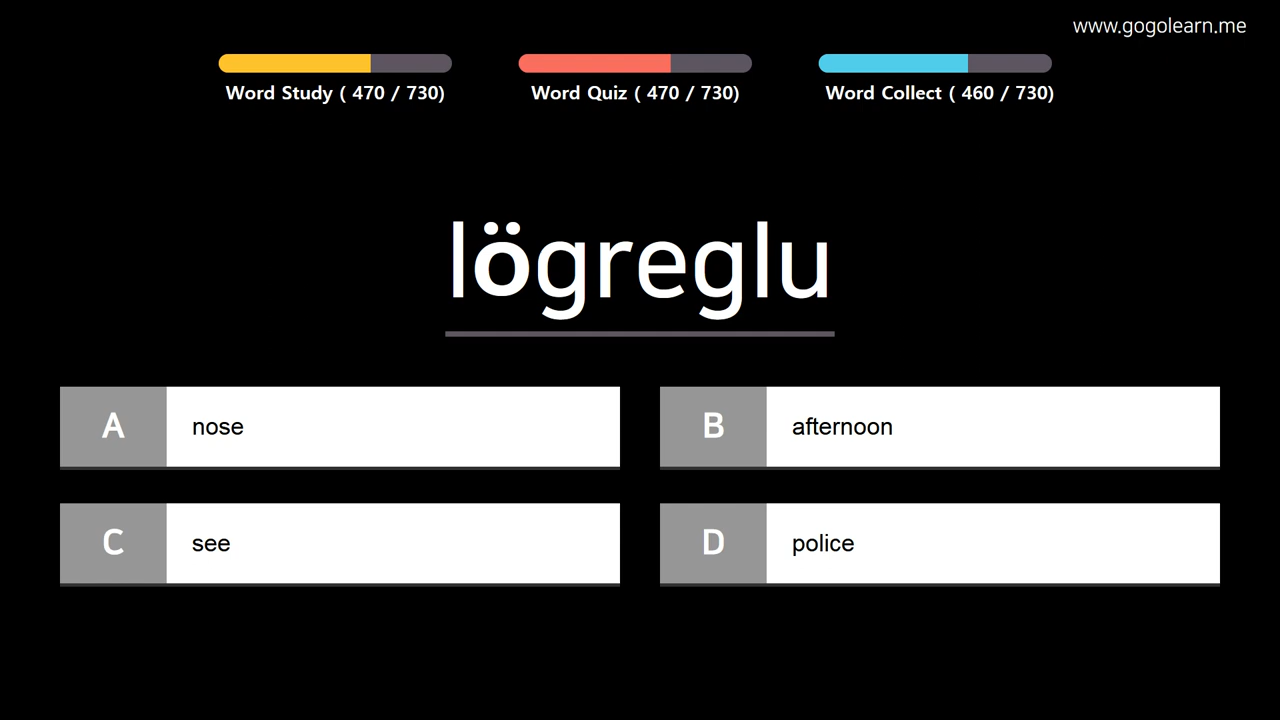 www.gogolearn.me
Word Study ( 470 / 730)
Word Quiz ( 470 / 730)
Word Collect ( 460 / 730)
lögreglu
A nose
B afternoon
C see
D police